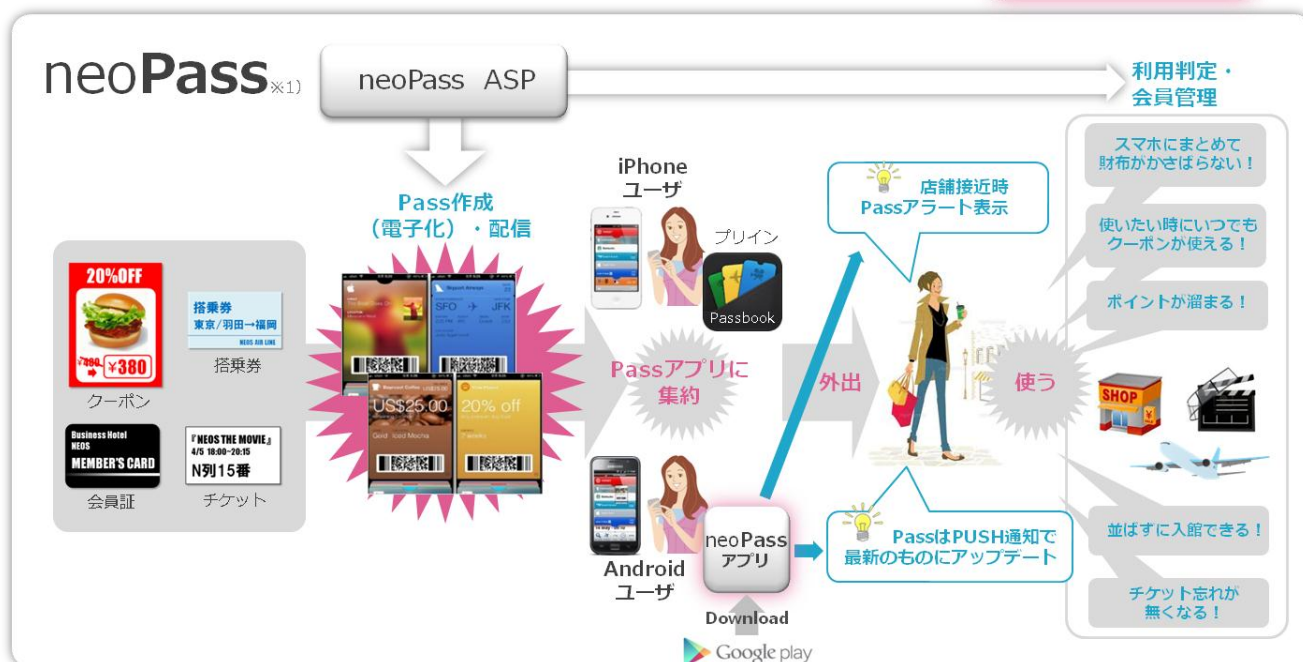 neoPass※1)
neoPass ASP
利用判定・
会員管理
Pass作成
（電子化）・配信
20%OFF
¥480
¥380
クーポン
搭乗券
東京/羽田→福岡
NEOS AIR LINE
搭乗券
Business Hotel
NEOS
MEMBER'S CARD
会員証
『NEOS THE MOVIE』
4/5 18:00-20:15
N列15番
チケット
SFO
JFK
US$25.00
Iced Mocha
20% off
2 weeks
iPhone
ユーザ
プリイン
Passbook
Passアプリに
集約
Android
ユーザ
neoPass
アプリ
Download
Google play
店舗接近時
Passアラート表示
外出
PassはPUSH通知で
最新のものにアップデート
使う
スマホにまとめて
財布がかさばらない！
使いたい時にいつでも
クーポンが使える！
ポイントが溜まる！
SHOP
並ばずに入館できる！
チケット忘れが
無くなる！